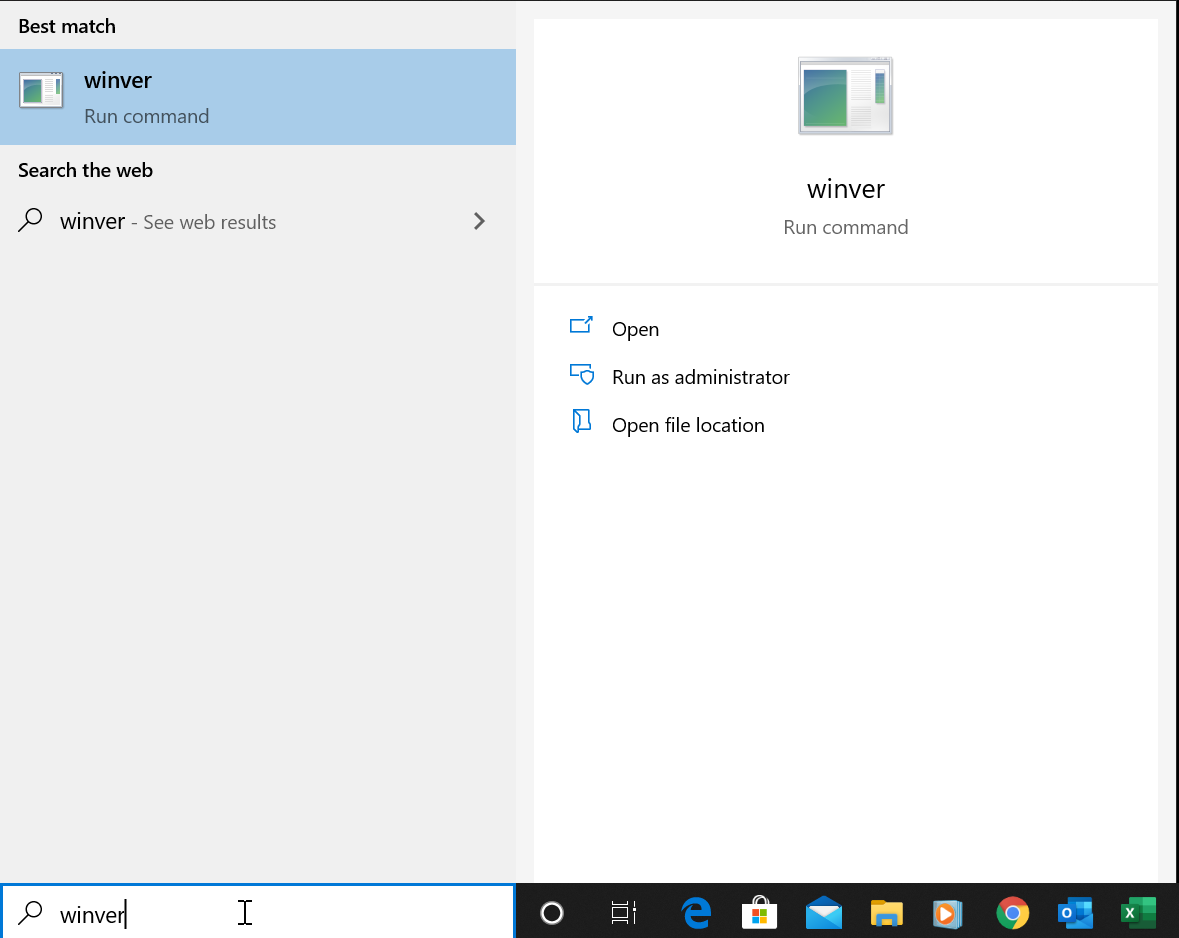 Best match
winver
Run command
Search the web
winver - See web results
winver
Run command
Open
Run as administrator
Open file location
winver